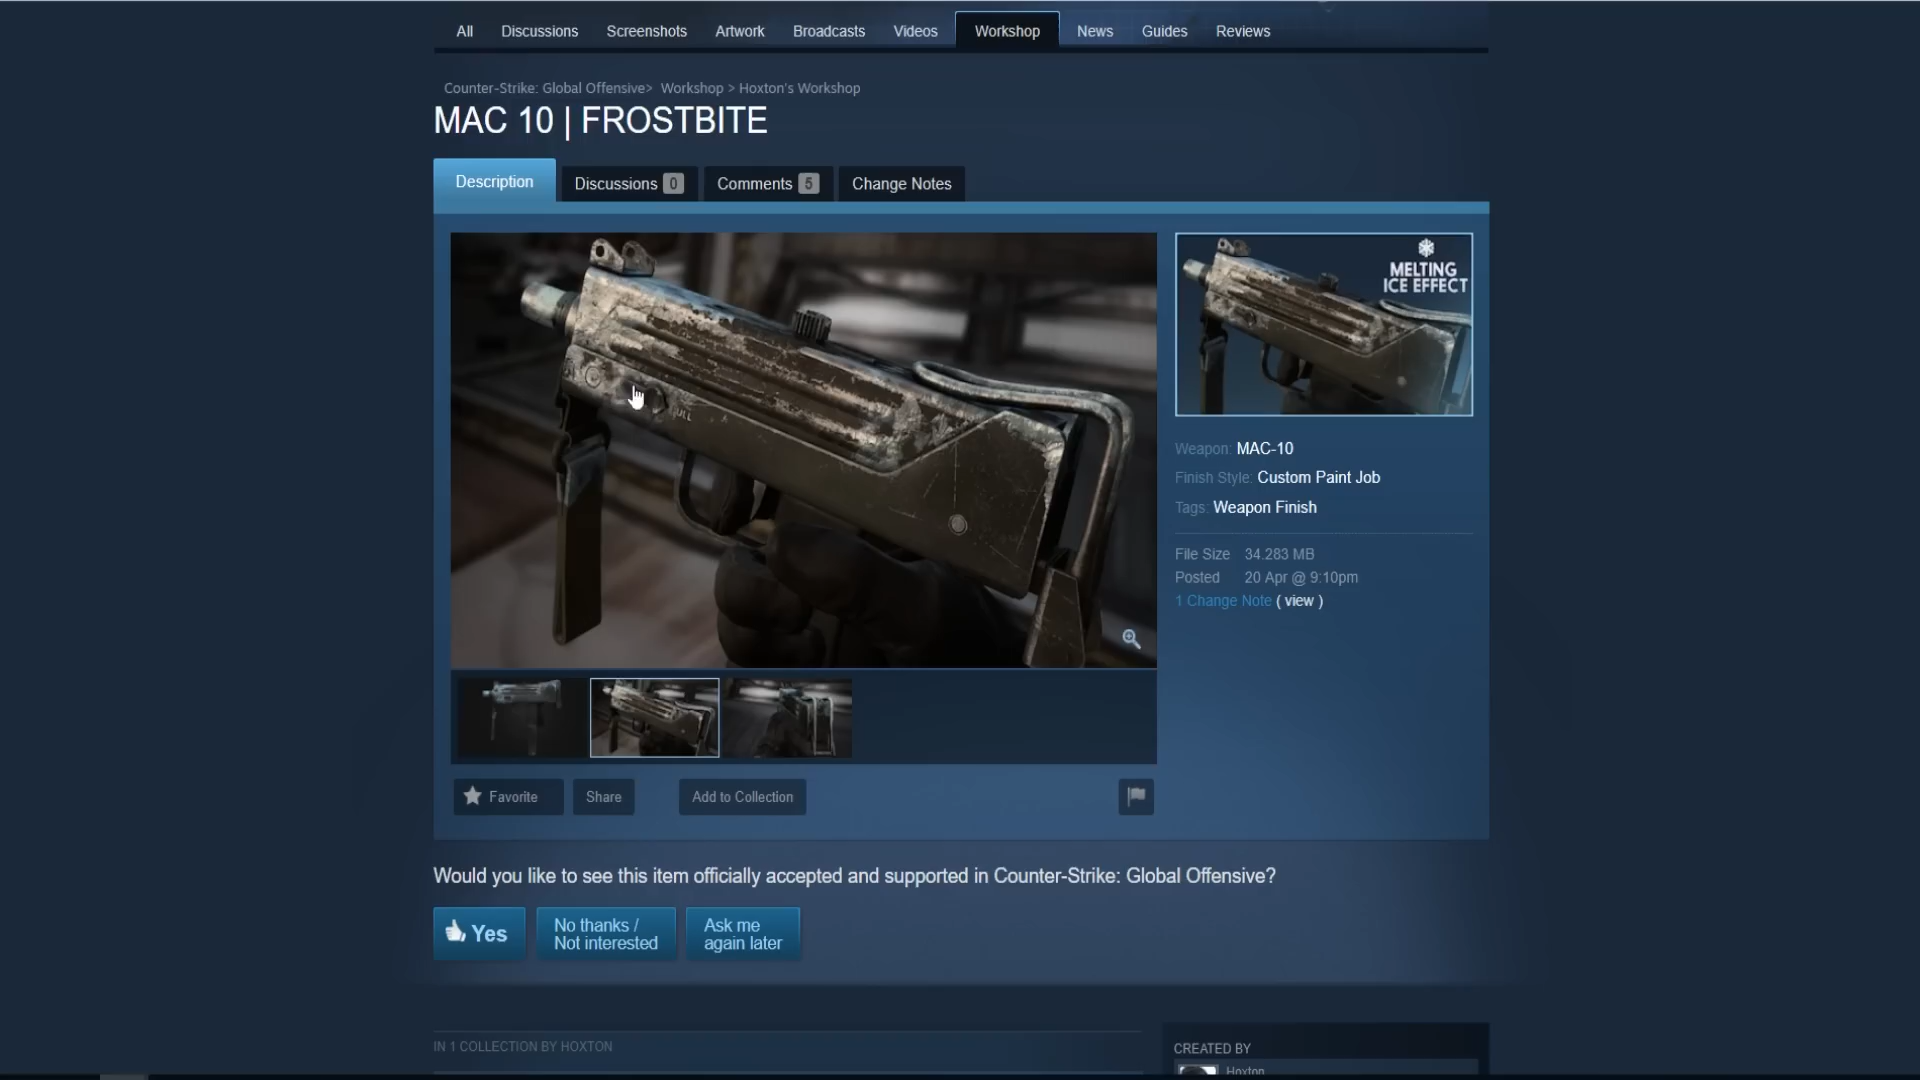 All Discussions Screenshots Artwork Broadcasts Videos Workshop News Guides Reviews
Counter-Strike: Global Offensive> Workshop > Hoxton's Workshop
MAC 10 | FROSTBITE
Description Discussions 0 Comments 5 Change Notes
MELTING
ICE EFFECT
Weapon: MAC-10
Finish Style: Custom Paint Job
Tags: Weapon Finish
File Size 34.283 MB
Posted 20 Apr @ 9:10pm
1 Change Note ( view )
Favorite Share Add to Collection
Would you like to see this item officially accepted and supported in Counter-Strike: Global Offensive?
Yes
No thanks /
Not interested
Ask me
again later
IN 1 COLLECTION BY HOXTON
CREATED BY
Hoxton